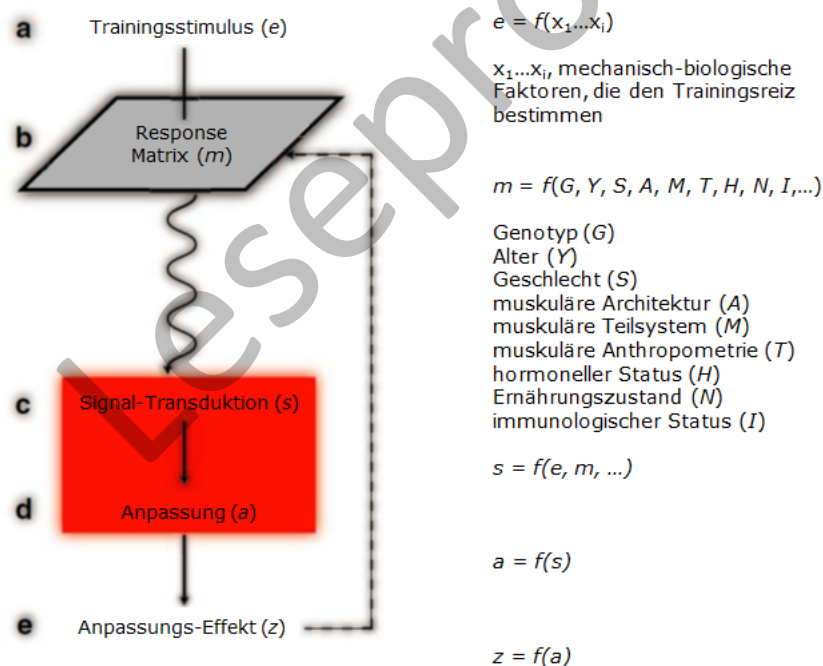 a
Trainingsstimulus (e)
b
Response
Matrix (m)
c
Signal-Transduktion (s)
d
Anpassung (a)
e
Anpassungs-Effekt (z)
e = f(x₁...xᵢ)
x₁...xᵢ, mechanisch-biologische
Faktoren, die den Trainingsreiz
bestimmen
m = f(G, Y, S, A, M, T, H, N, I,...)
Genotyp (G)
Alter (Y)
Geschlecht (S)
muskuläre Architektur (A)
muskuläre Teilsystem (M)
muskuläre Anthropometrie (T)
hormoneller Status (H)
Ernährungszustand (N)
immunologischer Status (I)
s = f(e, m, ...)
a = f(s)
z = f(a)
Lesepro